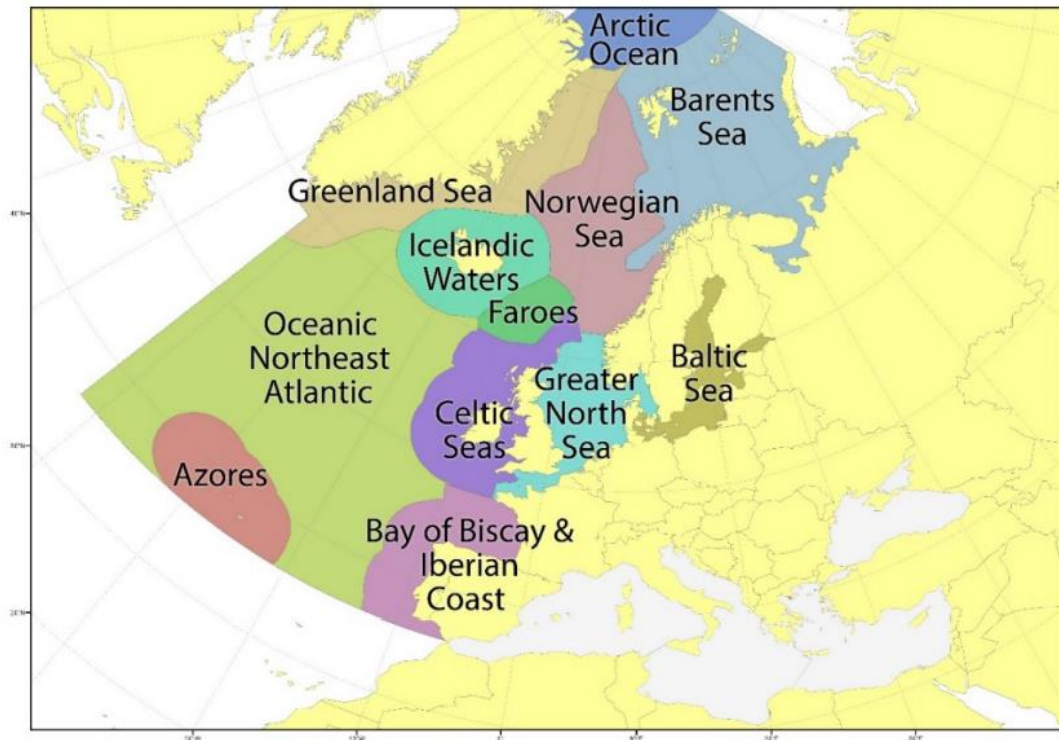 Arctic
Ocean
Barents
Sea
Greenland Sea
Norwegian
Sea
Icelandic
Waters
Faroes
Oceanic
Northeast
Atlantic
Baltic
Sea
Greater
North
Sea
Celtic
Seas
Azores
Bay of Biscay &
Iberian
Coast